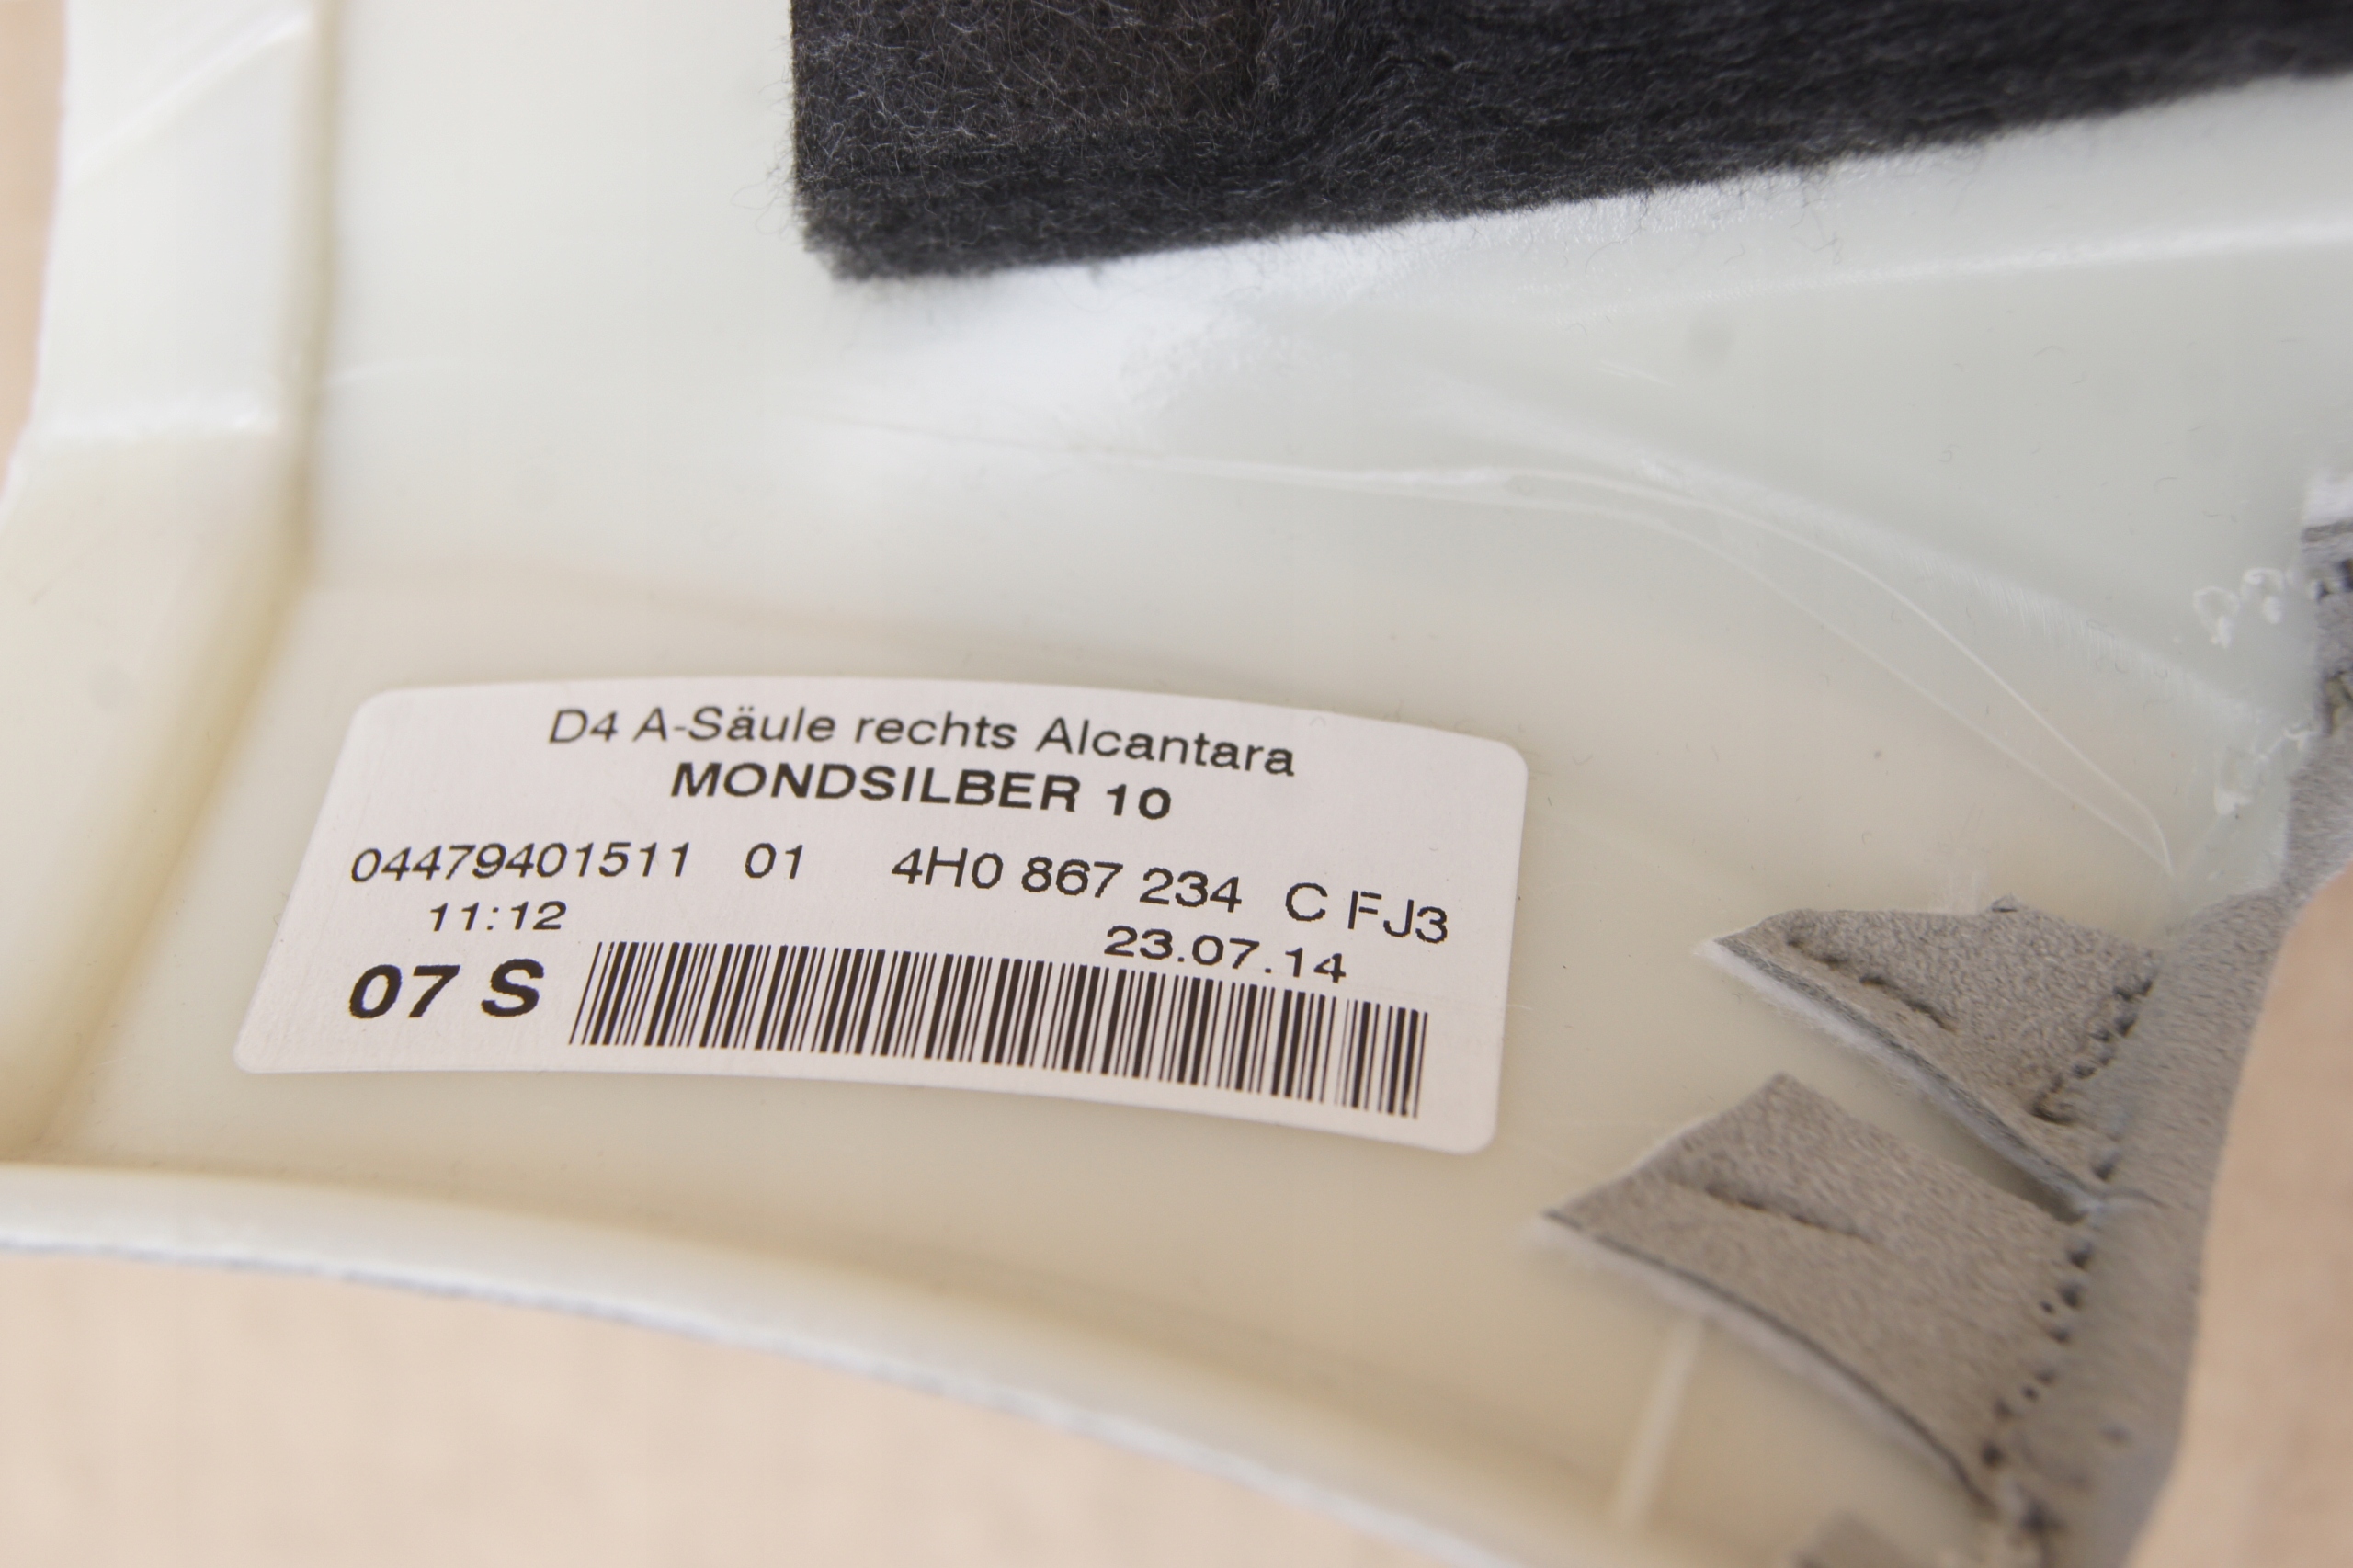 D4 A-Säule rechts Alcantara
MONDSILBER 10
04479401511 01 4H0 867 234 C FJ3
11:12 23.07.14
07 S